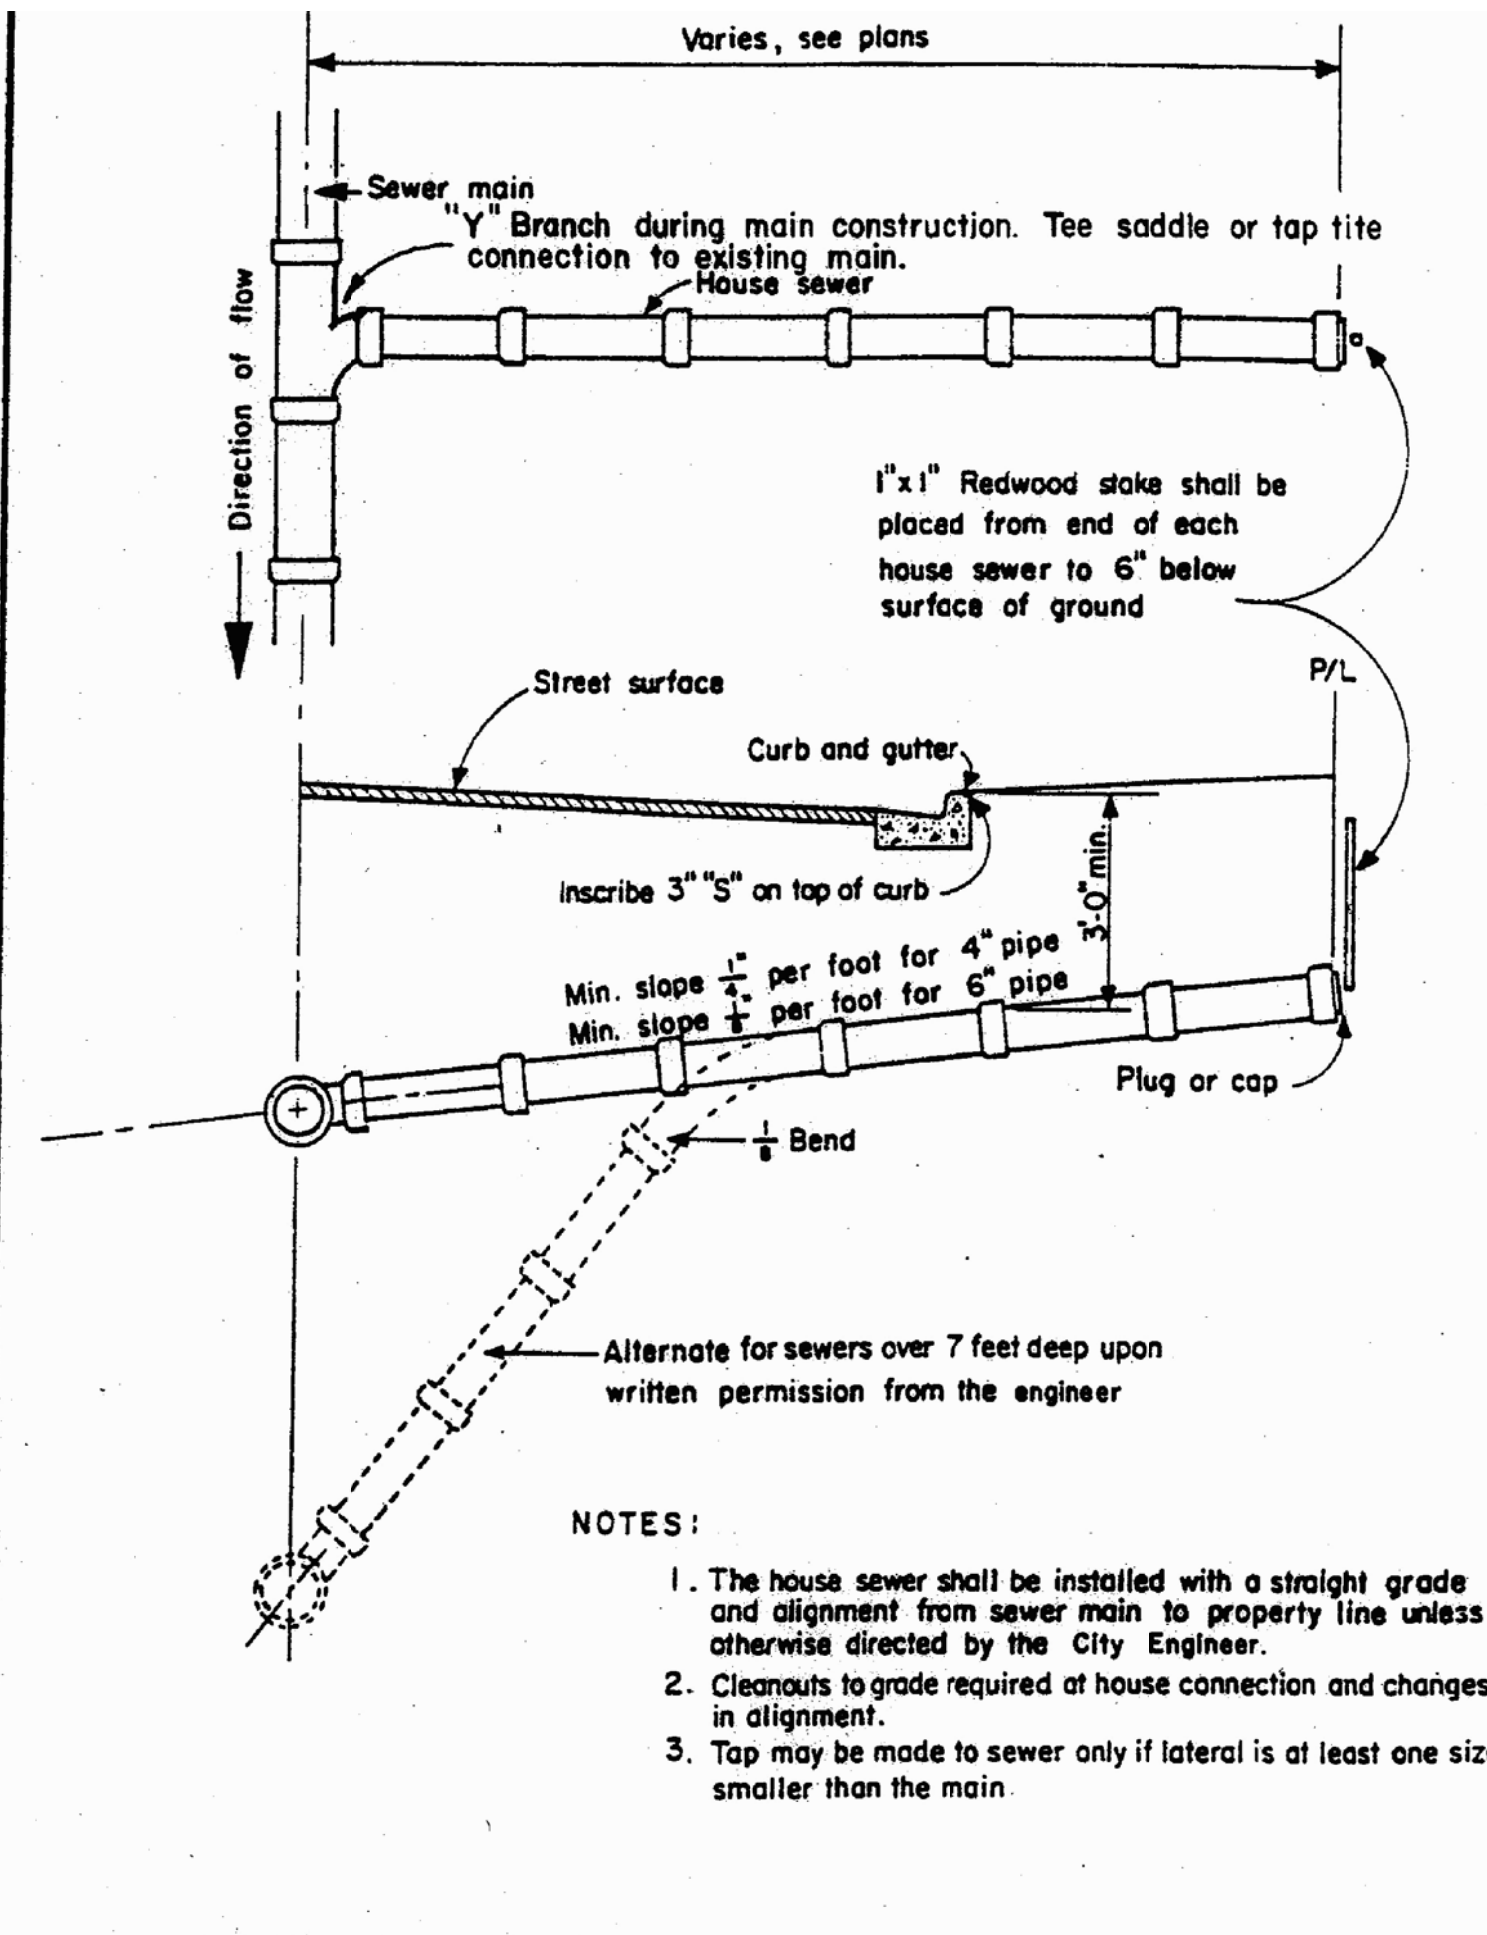 Varies, see plans
Sewer main
"Y" Branch during main construction. Tee saddle or tap tite
connection to existing main.
House sewer
Direction of flow
1"x1" Redwood stake shall be
placed from end of each
house sewer to 6" below
surface of ground
P/L
Street surface
Curb and gutter
Inscribe 3" "S" on top of curb
3'-0" min.
Min. slope 1/4" per foot for 4" pipe
Min. slope 1/8" per foot for 6" pipe
Plug or cap
1/8 Bend
Alternate for sewers over 7 feet deep upon
written permission from the engineer
NOTES:
1. The house sewer shall be installed with a straight grade
and alignment from sewer main to property line unless
otherwise directed by the City Engineer.
2. Cleanouts to grade required at house connection and changes
in alignment.
3. Tap may be made to sewer only if lateral is at least one siz
smaller than the main.